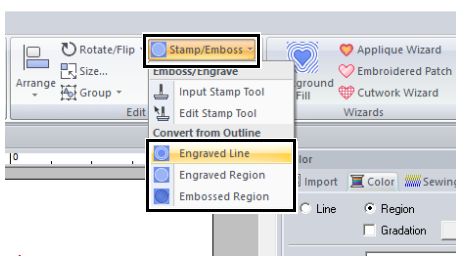 Rotate/Flip
Size...
Arrange
Group
Edit
Stamp/Emboss
Emboss/Engrave
Input Stamp Tool
Edit Stamp Tool
Convert from Outline
Engraved Line
Engraved Region
Embossed Region
Fill
Applique Wizard
Embroidered Patch
Cutwork Wizard
Wizards
0
Import
Color
Sewing
Line
Region
Gradation